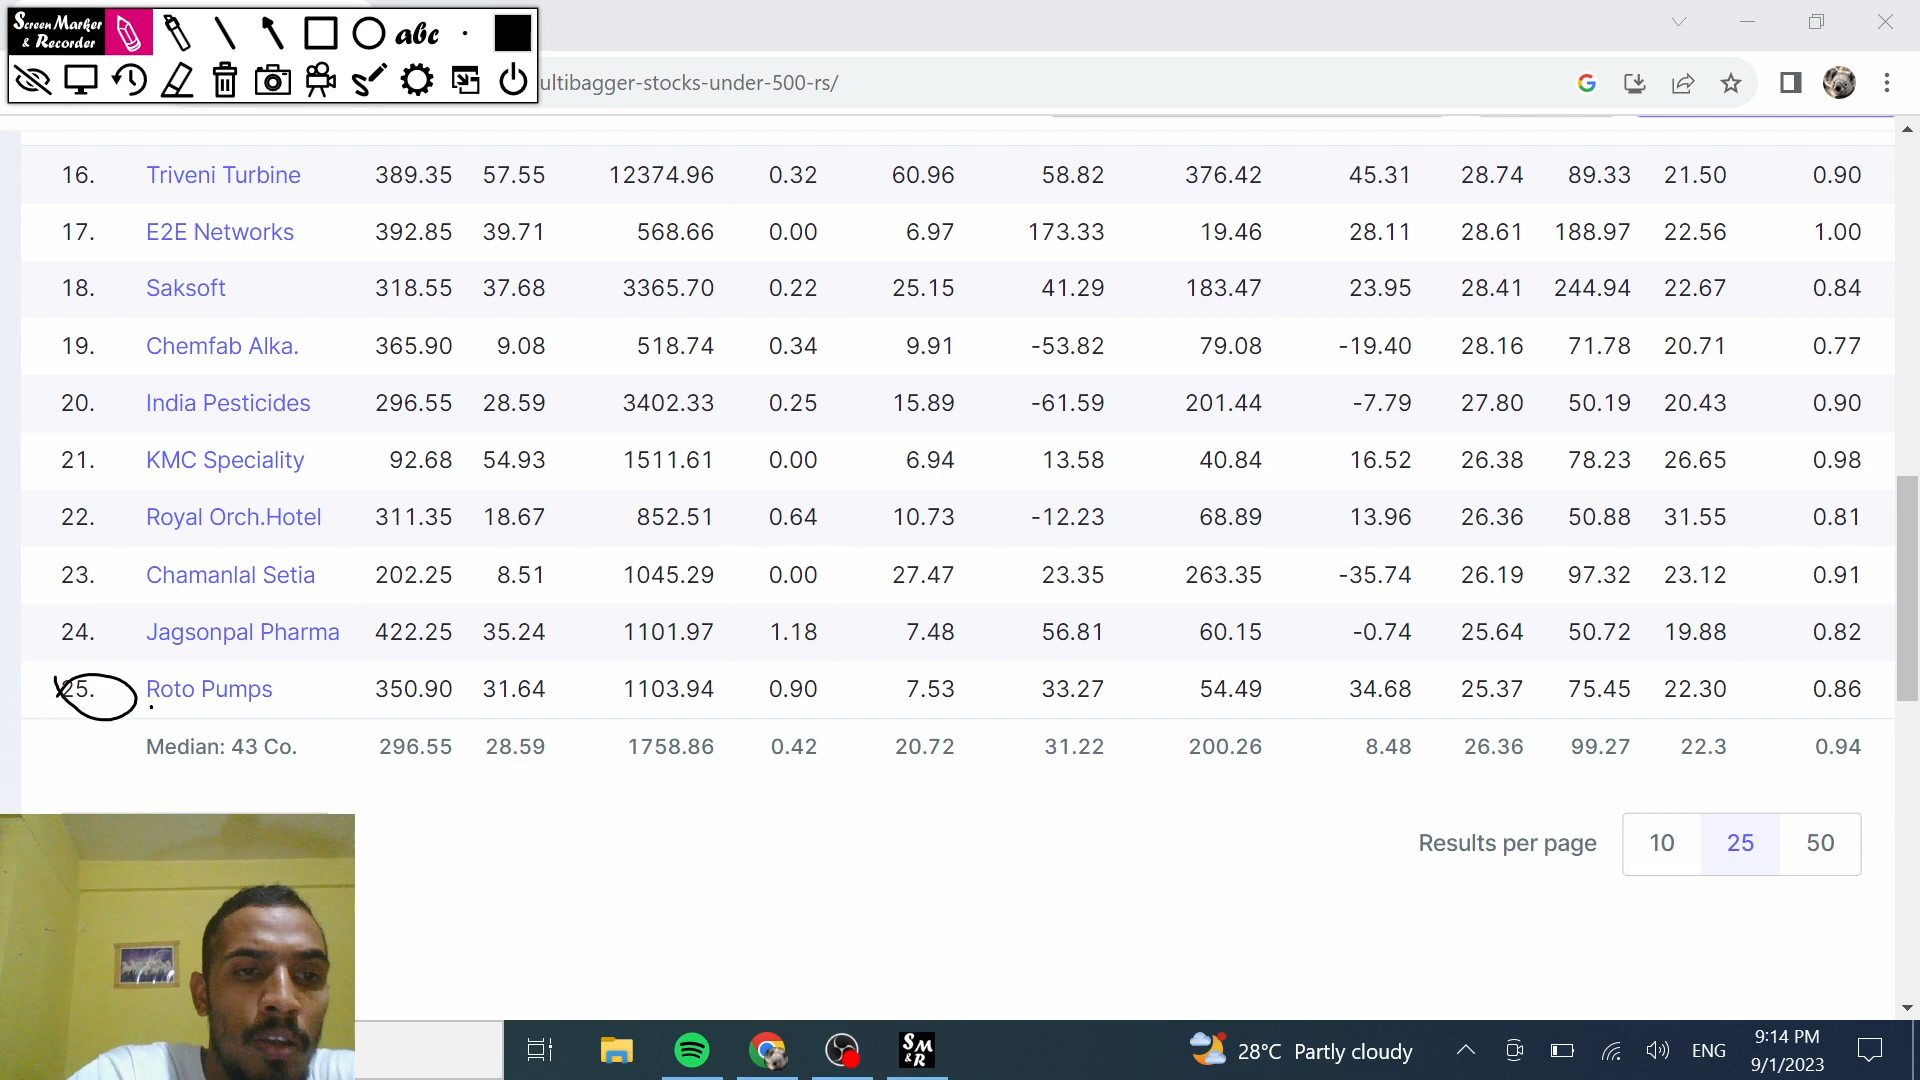 Screen Marker
& Recorder
abc
ultibagger-stocks-under-500-rs/
16. Triveni Turbine 389.35 57.55 12374.96 0.32 60.96 58.82 376.42 45.31 28.74 89.33 21.50 0.90
17. E2E Networks 392.85 39.71 568.66 0.00 6.97 173.33 19.46 28.11 28.61 188.97 22.56 1.00
18. Saksoft 318.55 37.68 3365.70 0.22 25.15 41.29 183.47 23.95 28.41 244.94 22.67 0.84
19. Chemfab Alka. 365.90 9.08 518.74 0.34 9.91 -53.82 79.08 -19.40 28.16 71.78 20.71 0.77
20. India Pesticides 296.55 28.59 3402.33 0.25 15.89 -61.59 201.44 -7.79 27.80 50.19 20.43 0.90
21. KMC Speciality 92.68 54.93 1511.61 0.00 6.94 13.58 40.84 16.52 26.38 78.23 26.65 0.98
22. Royal Orch.Hotel 311.35 18.67 852.51 0.64 10.73 -12.23 68.89 13.96 26.36 50.88 31.55 0.81
23. Chamanlal Setia 202.25 8.51 1045.29 0.00 27.47 23.35 263.35 -35.74 26.19 97.32 23.12 0.91
24. Jagsonpal Pharma 422.25 35.24 1101.97 1.18 7.48 56.81 60.15 -0.74 25.64 50.72 19.88 0.82
25. Roto Pumps 350.90 31.64 1103.94 0.90 7.53 33.27 54.49 34.68 25.37 75.45 22.30 0.86
Median: 43 Co. 296.55 28.59 1758.86 0.42 20.72 31.22 200.26 8.48 26.36 99.27 22.3 0.94
Results per page 10 25 50
SM
&R
28°C Partly cloudy
ENG
9:14 PM
9/1/2023